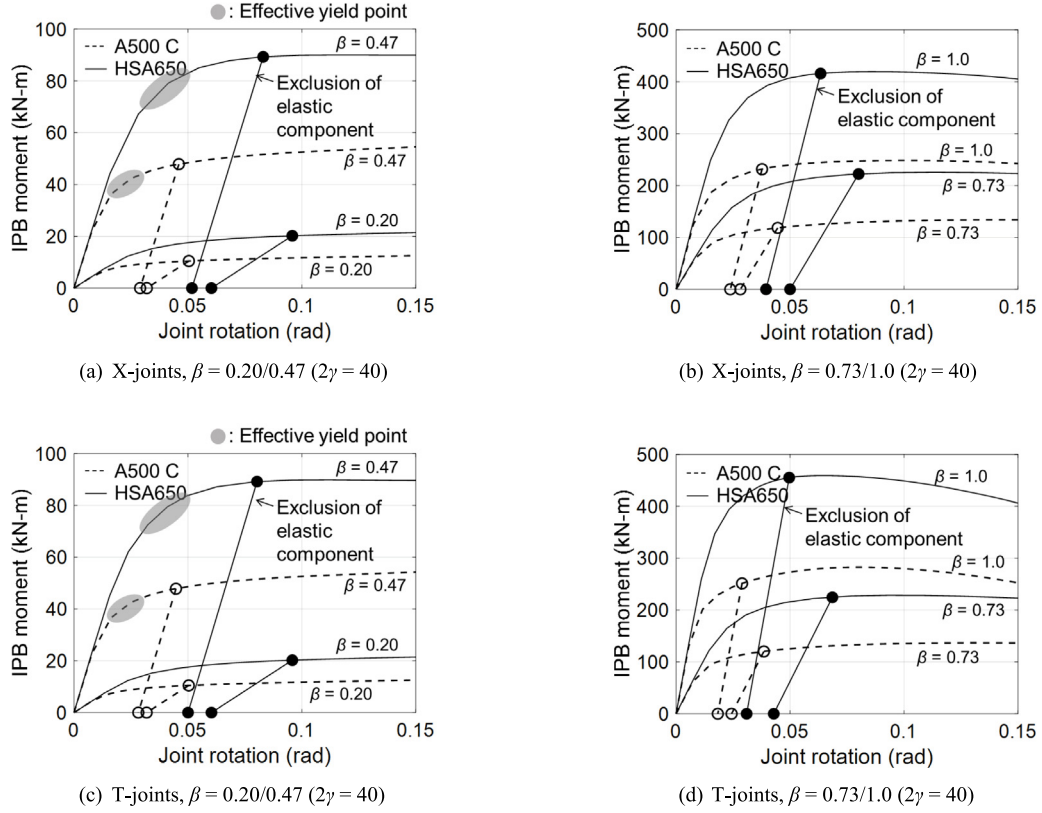 : Effective yield point
100
80
60
40
20
0
IPB moment (kN-m)
A500 C
HSA650
β = 0.47
Exclusion of
elastic
component
β = 0.47
β = 0.20
β = 0.20
0
0.05
0.1
0.15
Joint rotation (rad)
(a) X-joints, β = 0.20/0.47 (2γ = 40)
500
400
300
200
100
0
IPB moment (kN-m)
A500 C
HSA650
β = 1.0
Exclusion of
elastic component
β = 1.0
β = 0.73
β = 0.73
0
0.05
0.1
0.15
Joint rotation (rad)
(b) X-joints, β = 0.73/1.0 (2γ = 40)
: Effective yield point
100
80
60
40
20
0
IPB moment (kN-m)
A500 C
HSA650
β = 0.47
Exclusion of
elastic
component
β = 0.47
β = 0.20
β = 0.20
0
0.05
0.1
0.15
Joint rotation (rad)
(c) T-joints, β = 0.20/0.47 (2γ = 40)
500
400
300
200
100
0
IPB moment (kN-m)
A500 C
HSA650
β = 1.0
Exclusion of
elastic component
β = 1.0
β = 0.73
β = 0.73
0
0.05
0.1
0.15
Joint rotation (rad)
(d) T-joints, β = 0.73/1.0 (2γ = 40)